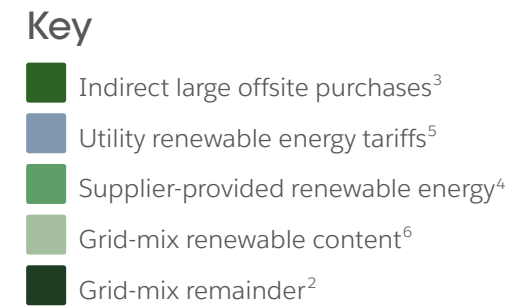 Key
Indirect large offsite purchases³
Utility renewable energy tariffs⁵
Supplier-provided renewable energy⁴
Grid-mix renewable content⁶
Grid-mix remainder²